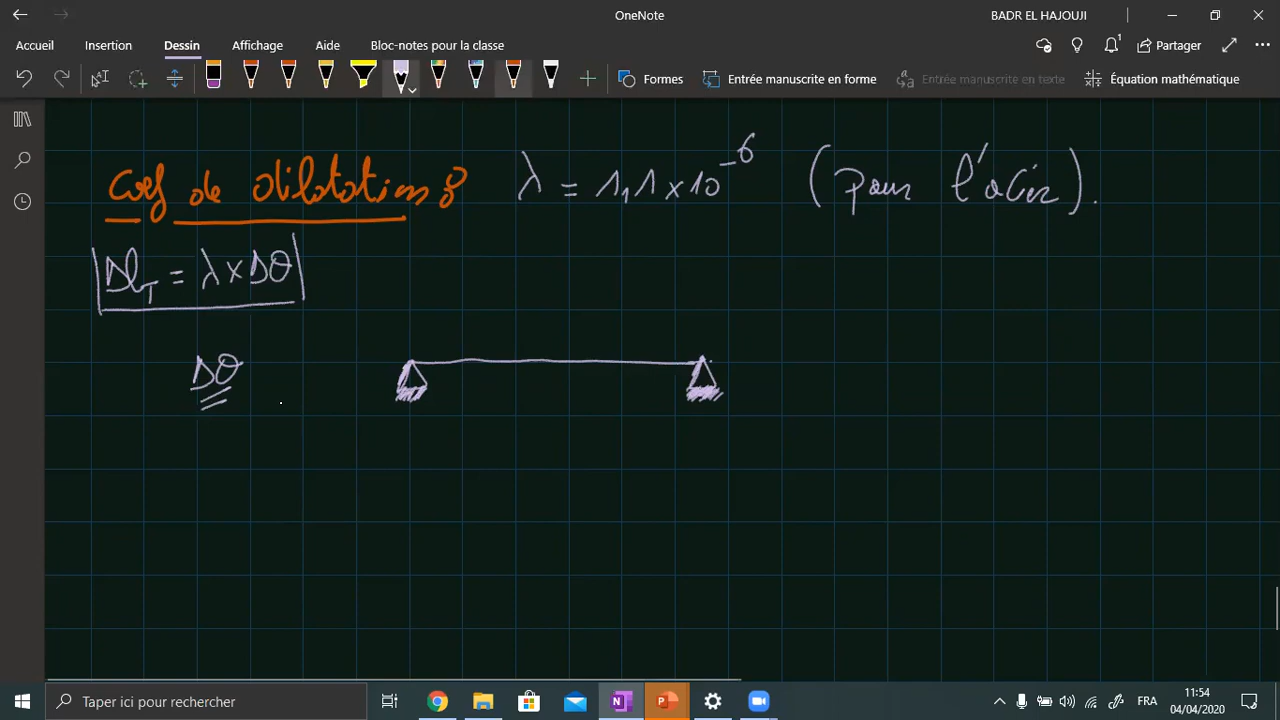 OneNote
BADR EL HAJOUJI
Accueil Insertion Dessin Affichage Aide Bloc-notes pour la classe
Partager
Formes Entrée manuscrite en forme Entrée manuscrite en texte Équation mathématique
Coef de dilatation : λ = 1,1 × 10⁻⁶ (pour l'acier).
Δl_T = λ × Δθ
Δθ
Taper ici pour rechercher
FRA
11:54
04/04/2020